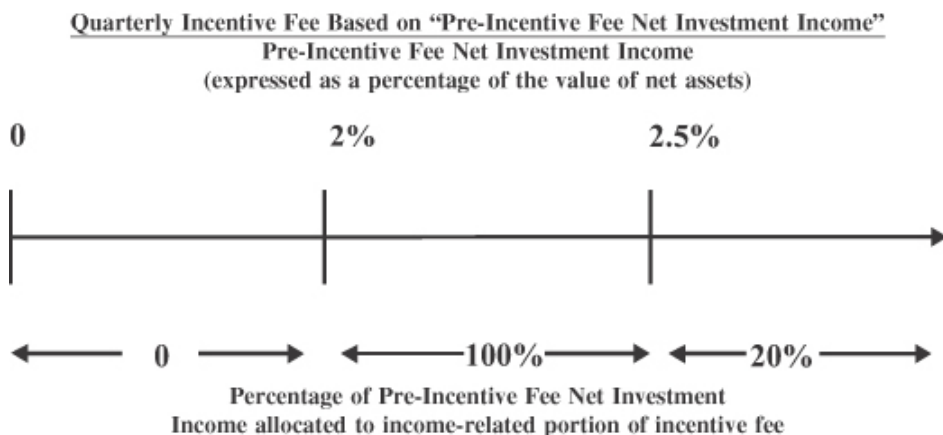 Quarterly Incentive Fee Based on “Pre-Incentive Fee Net Investment Income”
Pre-Incentive Fee Net Investment Income
(expressed as a percentage of the value of net assets)
0 2% 2.5%
0 100% 20%
Percentage of Pre-Incentive Fee Net Investment
Income allocated to income-related portion of incentive fee